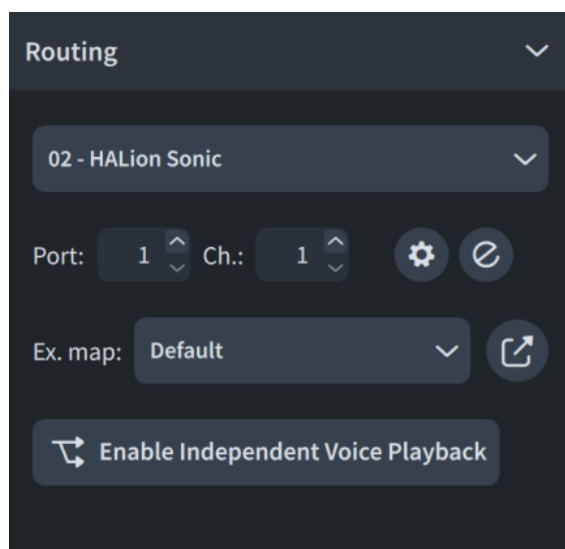 Routing
02 - HALion Sonic
Port: 1 Ch.: 1
Ex. map: Default
Enable Independent Voice Playback